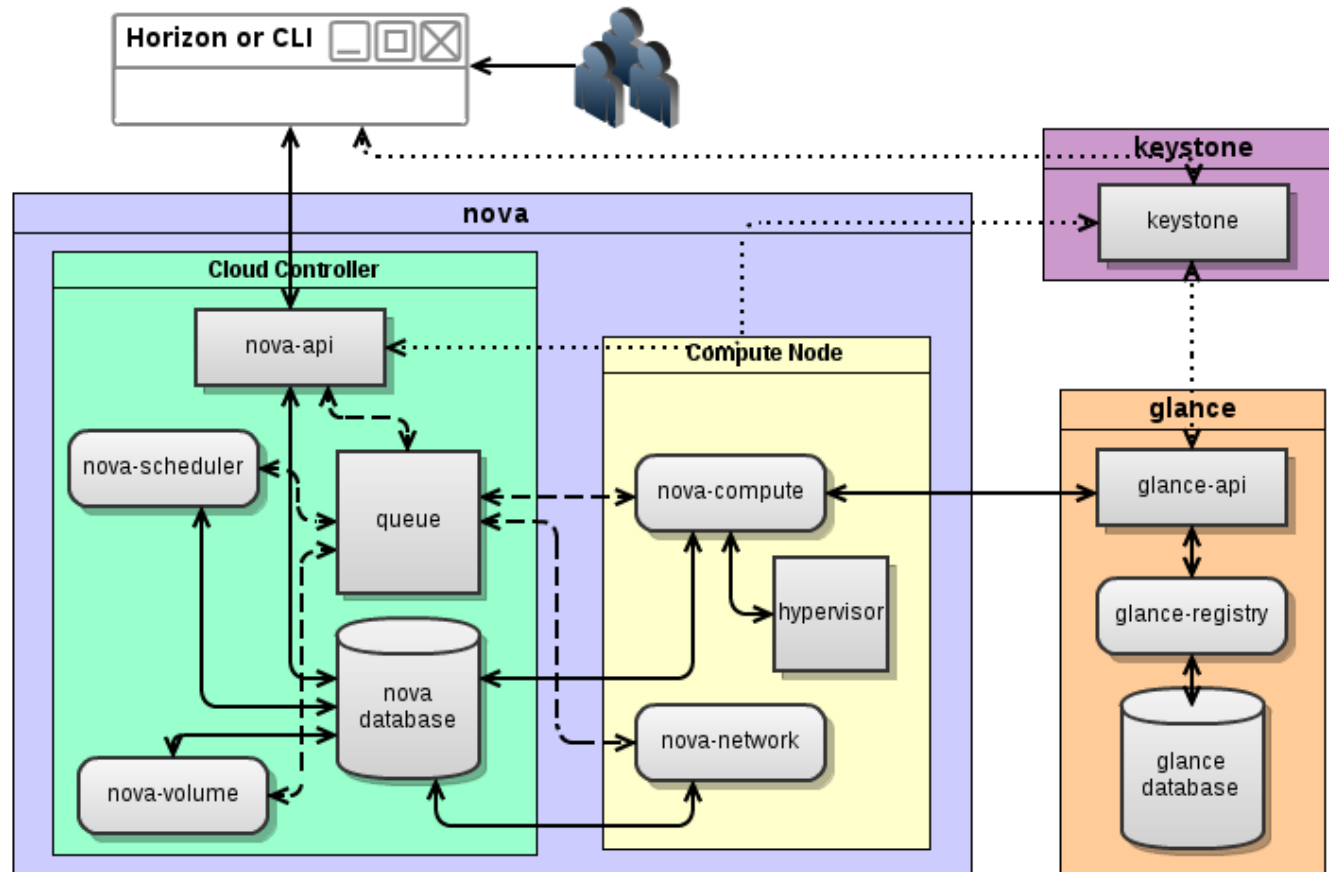 Horizon or CLI
keystone
keystone
nova
Cloud Controller
nova-api
Compute Node
glance
nova-scheduler
queue
nova-compute
glance-api
hypervisor
glance-registry
nova
database
nova-network
nova-volume
glance
database